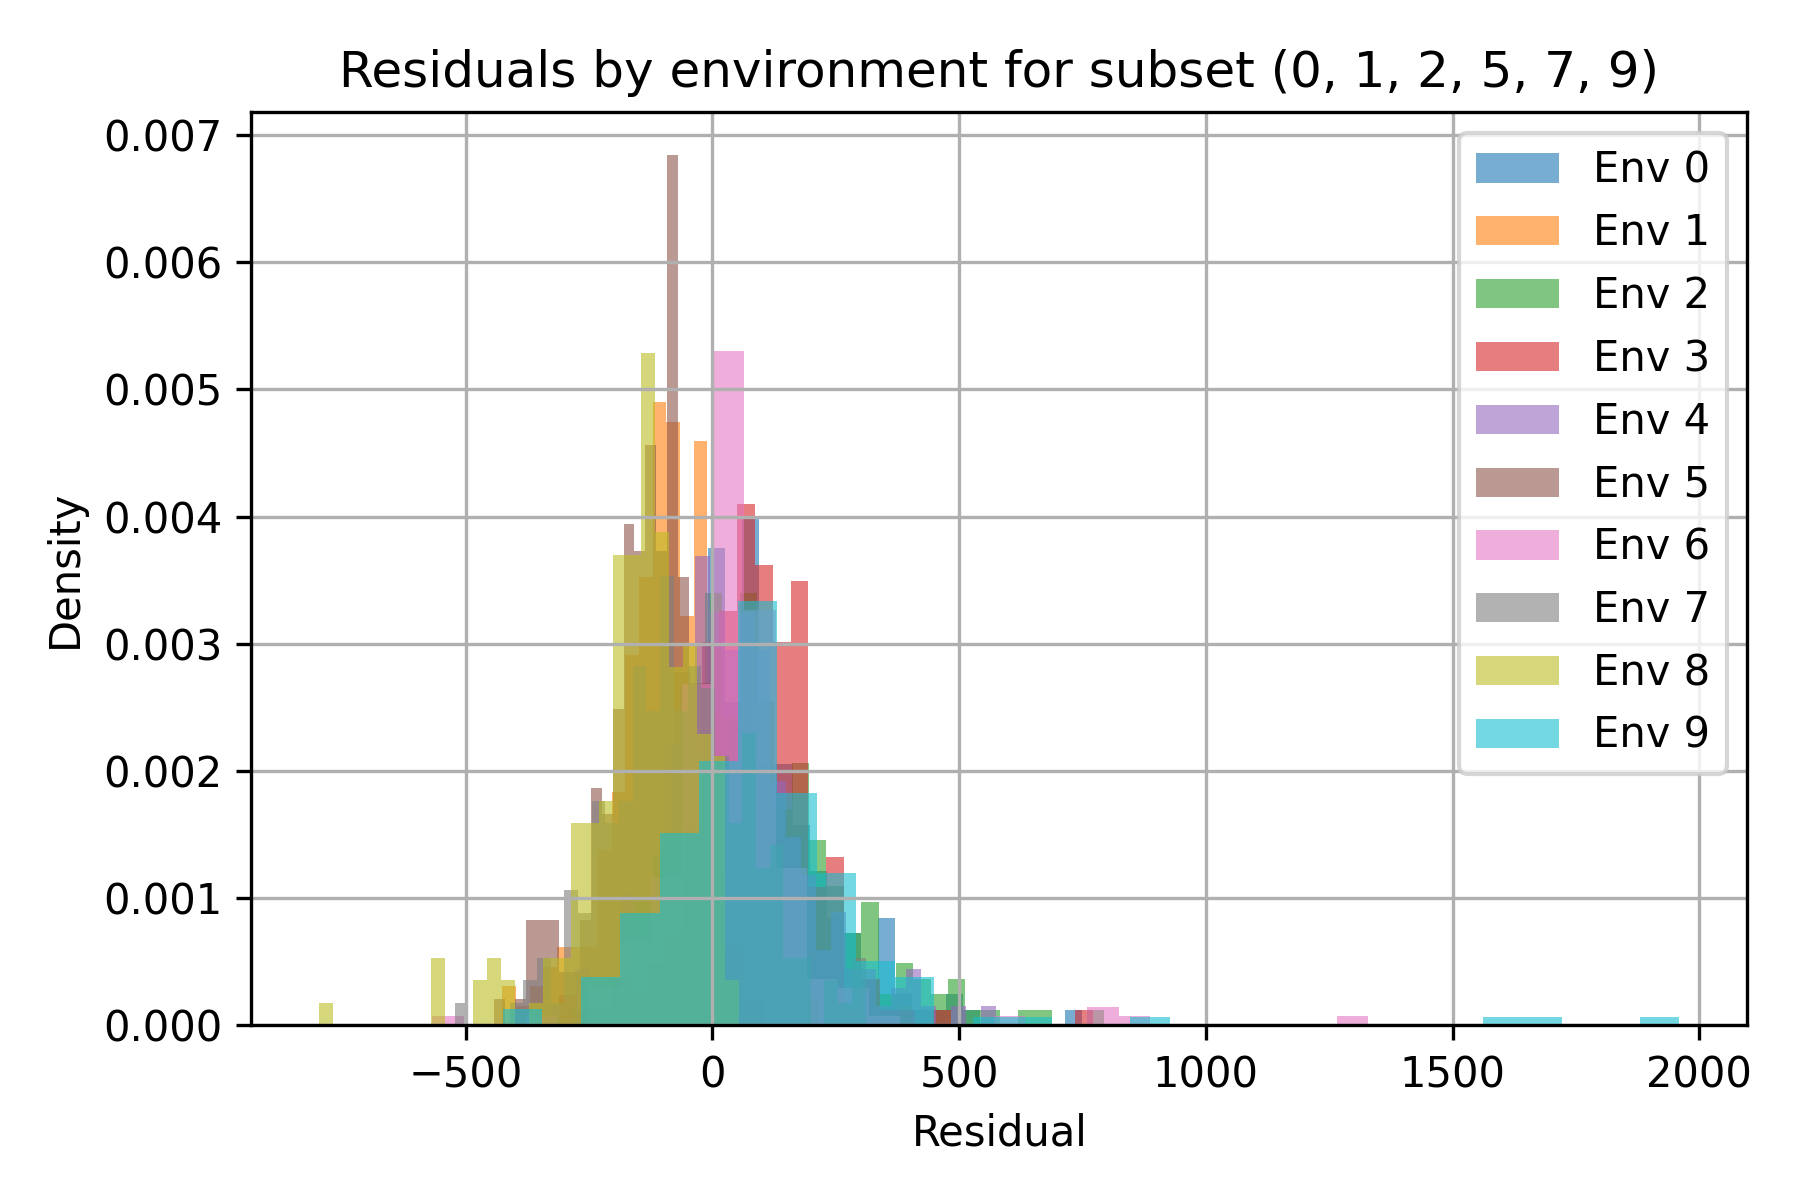 Residuals by environment for subset (0, 1, 2, 5, 7, 9)
0.007
0.006
0.005
0.004
0.003
0.002
0.001
0.000
Density
Env 0
Env 1
Env 2
Env 3
Env 4
Env 5
Env 6
Env 7
Env 8
Env 9
−500 0 500 1000 1500 2000
Residual